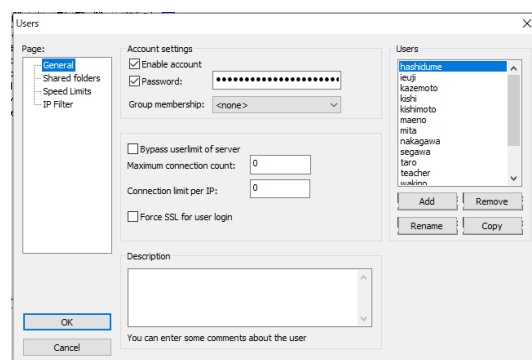 Users
Page:
General
Shared folders
Speed Limits
IP Filter
OK
Cancel
Account settings
Enable account
Password:
Group membership:
<none>
Bypass userlimit of server
Maximum connection count:
0
Connection limit per IP:
0
Force SSL for user login
Description
You can enter some comments about the user
Users
hashidume
ieuji
kazemoto
kishi
kishimoto
maeno
mita
nakagawa
segawa
taro
teacher
wakino
Add
Remove
Rename
Copy